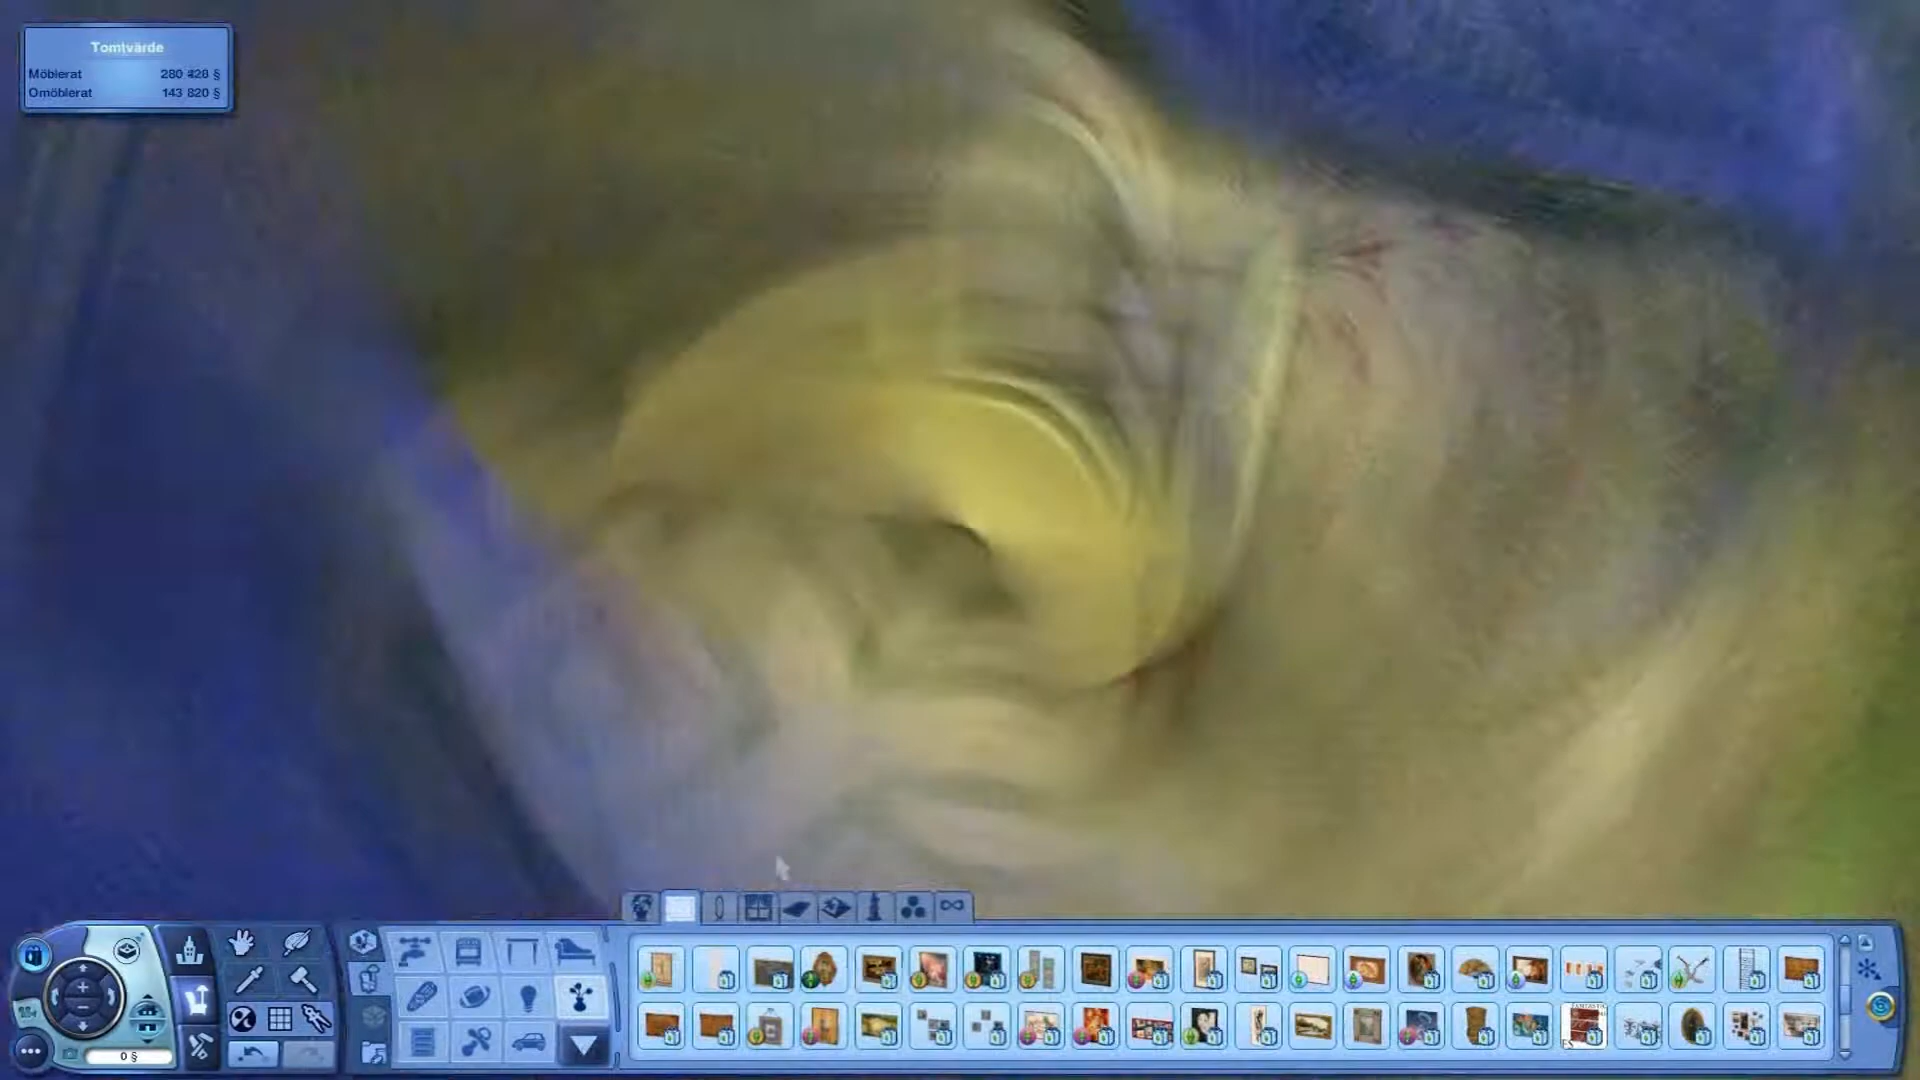 Tomtvärde
Möblerat 280 428 §
Omöblerat 143 820 §
0 §